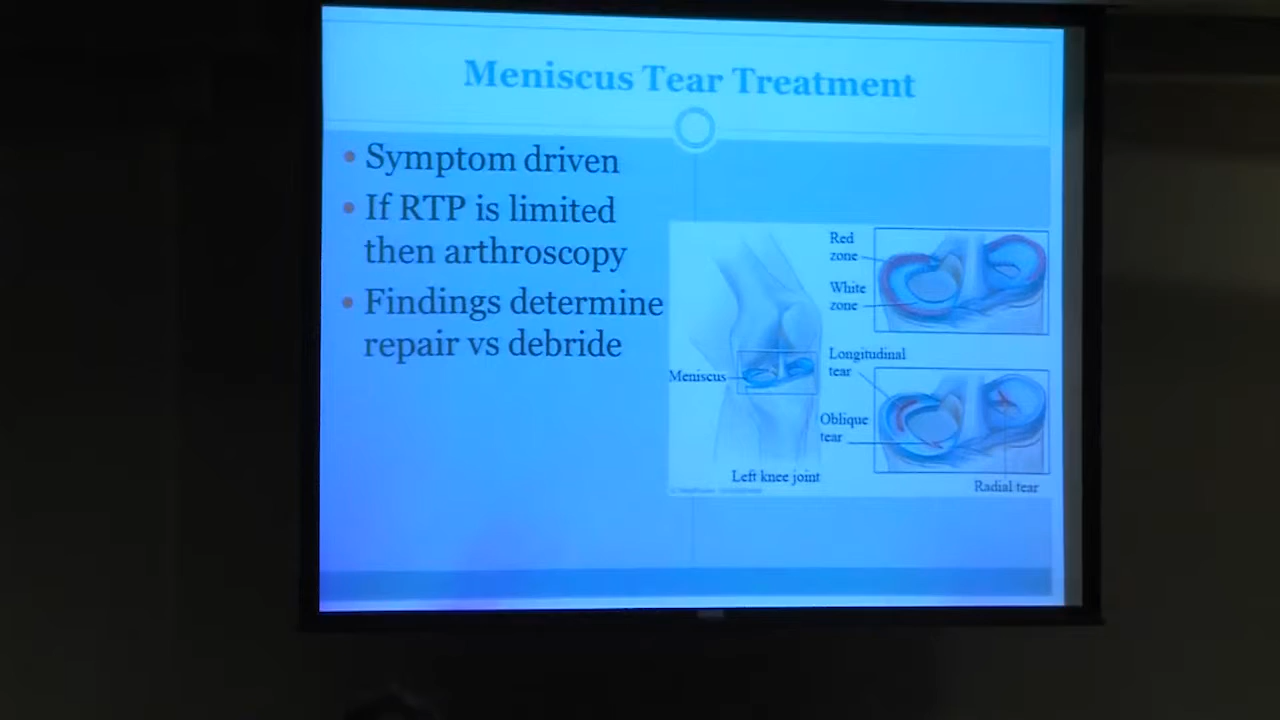 Meniscus Tear Treatment
• Symptom driven
• If RTP is limited
then arthroscopy
• Findings determine
repair vs debride
Red
zone
White
zone
Longitudinal
tear
Meniscus
Oblique
tear
Left knee joint
Radial tear